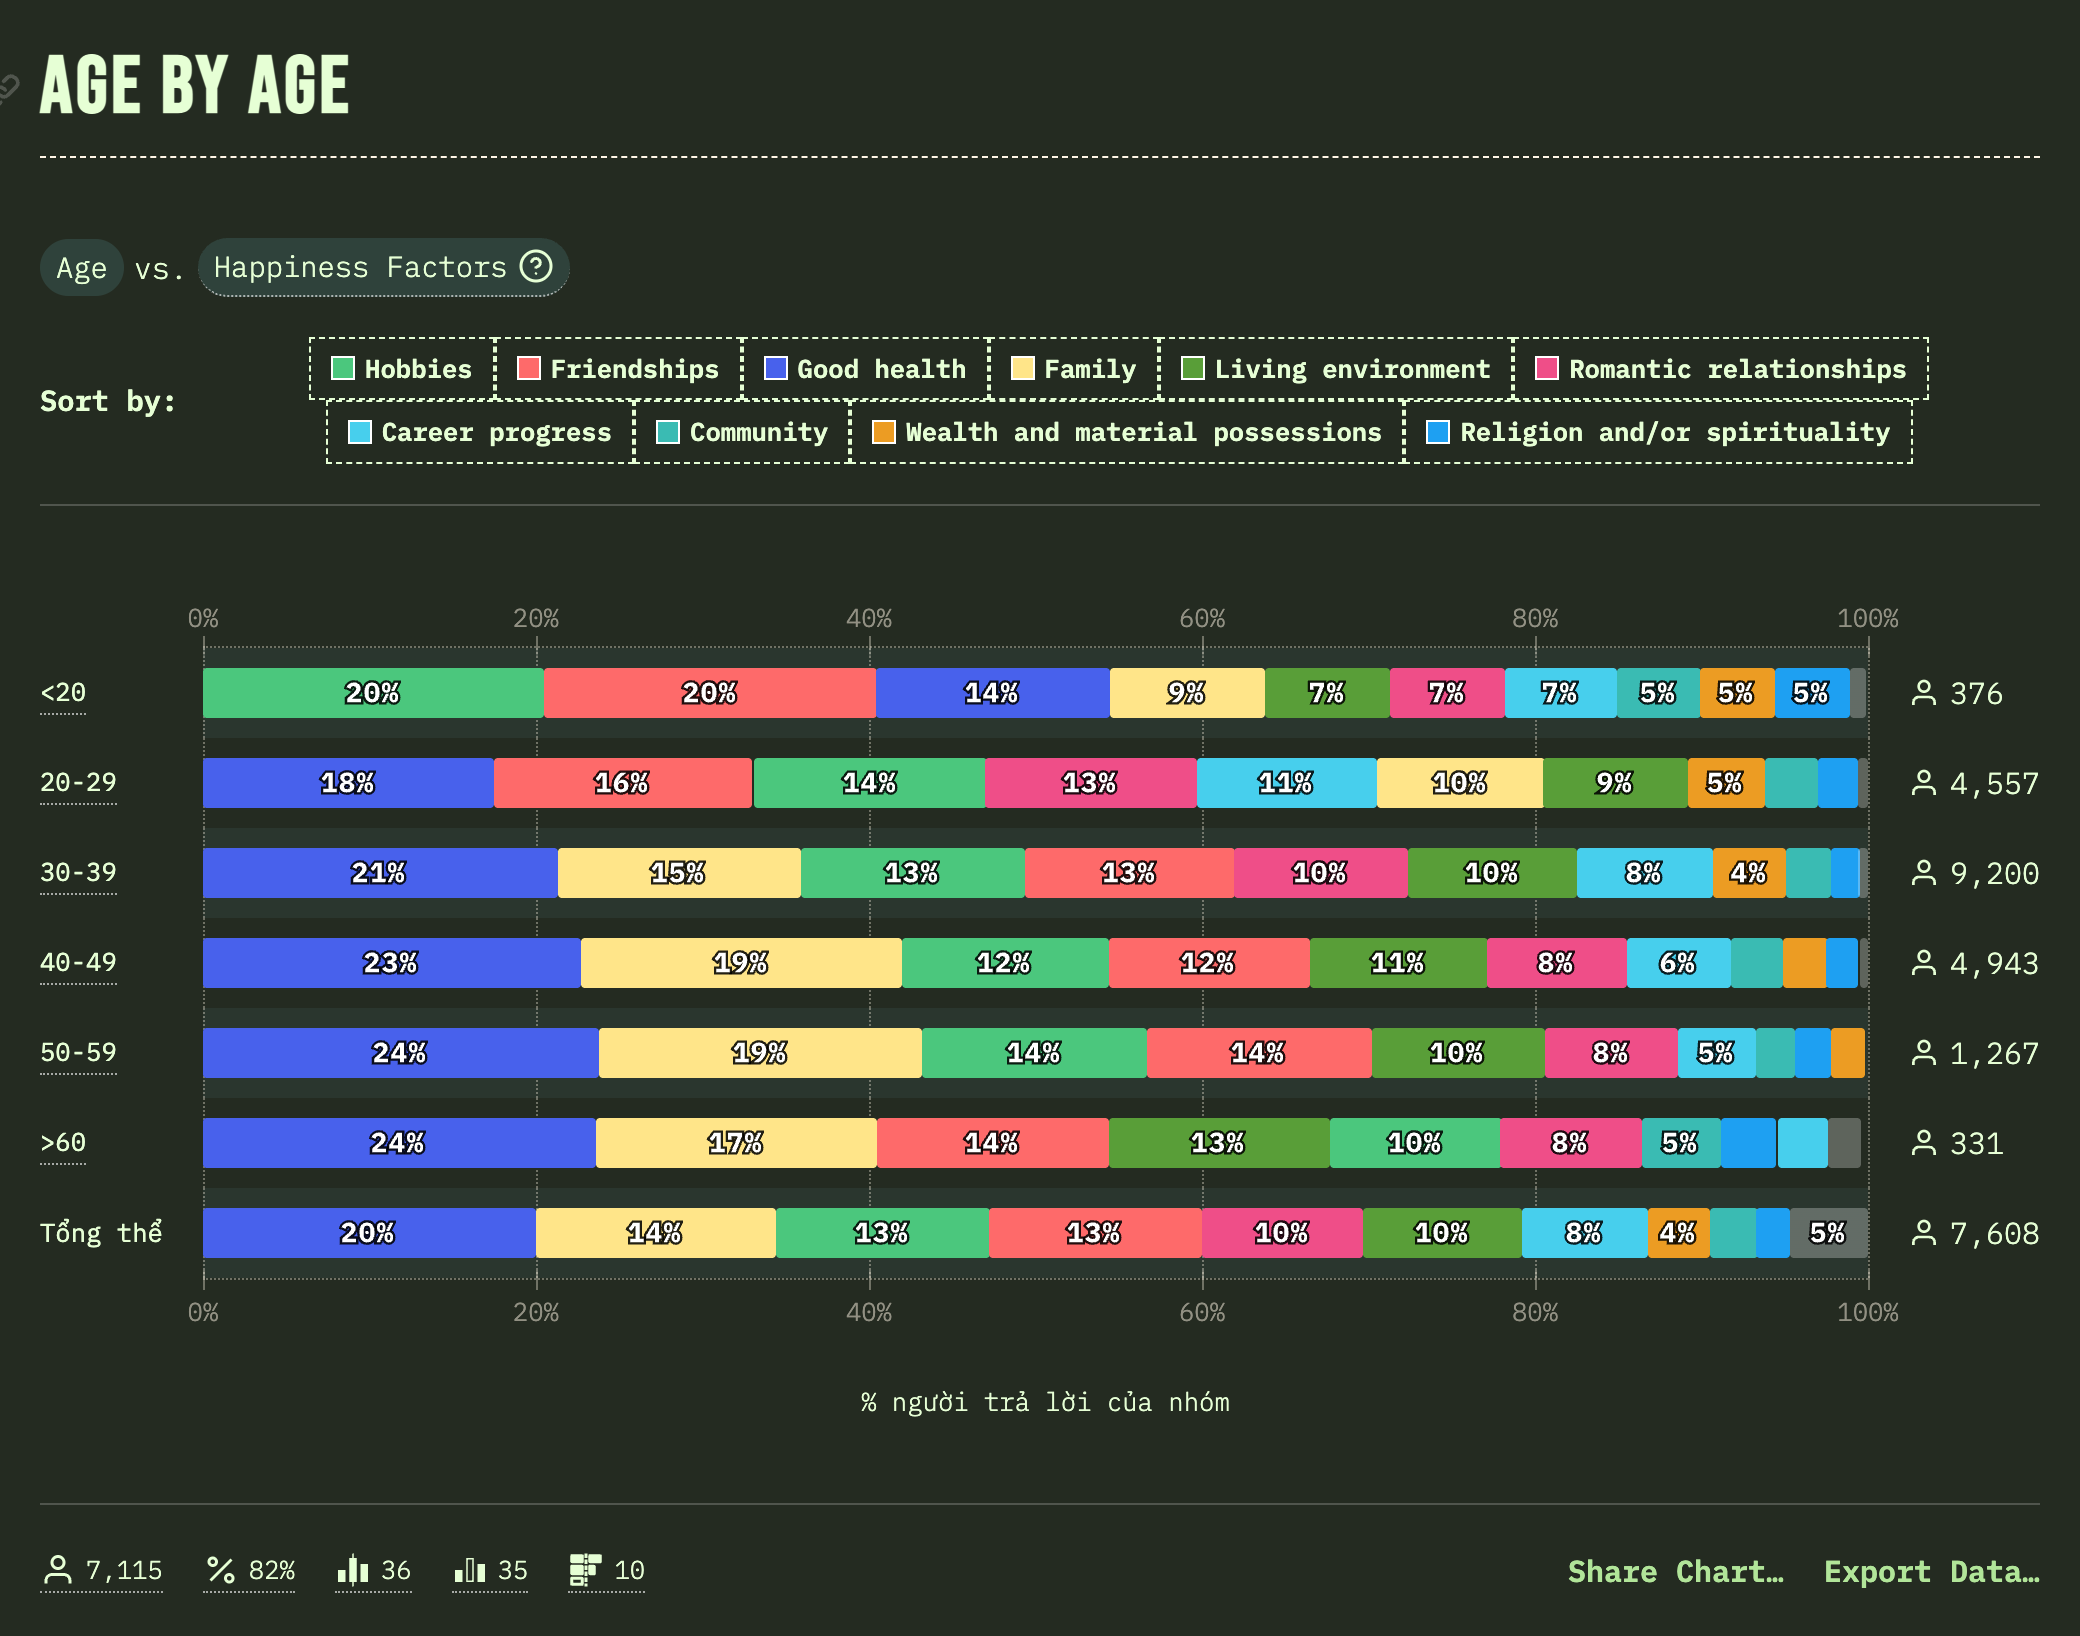 AGE BY AGE
Age vs. Happiness Factors ?
Sort by:
Hobbies Friendships Good health Family Living environment Romantic relationships
Career progress Community Wealth and material possessions Religion and/or spirituality
0% 20% 40% 60% 80% 100%
<20 20% 20% 14% 9% 7% 7% 7% 5% 5% 5% 376
20-29 18% 16% 14% 13% 11% 10% 9% 5% 4,557
30-39 21% 15% 13% 13% 10% 10% 8% 4% 9,200
40-49 23% 19% 12% 12% 11% 8% 6% 4,943
50-59 24% 19% 14% 14% 10% 8% 5% 1,267
>60 24% 17% 14% 13% 10% 8% 5% 331
Tổng thể 20% 14% 13% 13% 10% 10% 8% 4% 5% 7,608
0% 20% 40% 60% 80% 100%
% người trả lời của nhóm
7,115 % 82% 36 35 10 Share Chart… Export Data…